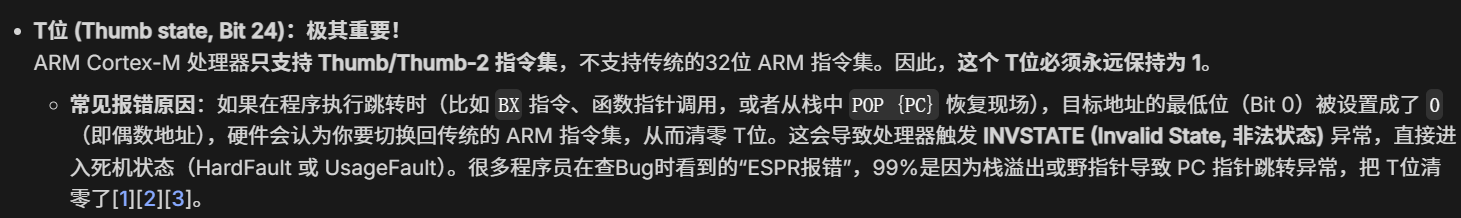 • T位 (Thumb state, Bit 24)：极其重要！
ARM Cortex-M 处理器只支持 Thumb/Thumb-2 指令集，不支持传统的32位 ARM 指令集。因此，这个 T位必须永远保持为 1。
◦ 常见报错原因：如果在程序执行跳转时（比如 BX 指令、函数指针调用，或者从栈中 POP {PC} 恢复现场），目标地址的最低位（Bit 0）被设置成了 0
（即偶数地址），硬件会认为你要切换回传统的 ARM 指令集，从而清零 T位。这会导致处理器触发 INVSTATE (Invalid State, 非法状态) 异常，直接进
入死机状态（HardFault 或 UsageFault）。很多程序员在查Bug时看到的“ESPR报错”，99%是因为栈溢出或野指针导致 PC 指针跳转异常，把 T位清
零了[1][2][3]。